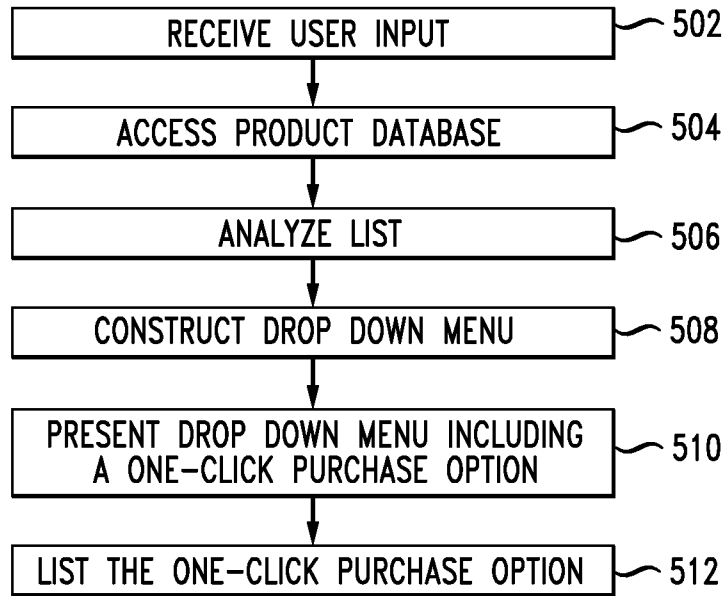 RECEIVE USER INPUT 502
ACCESS PRODUCT DATABASE 504
ANALYZE LIST 506
CONSTRUCT DROP DOWN MENU 508
PRESENT DROP DOWN MENU INCLUDING
A ONE-CLICK PURCHASE OPTION 510
LIST THE ONE-CLICK PURCHASE OPTION 512